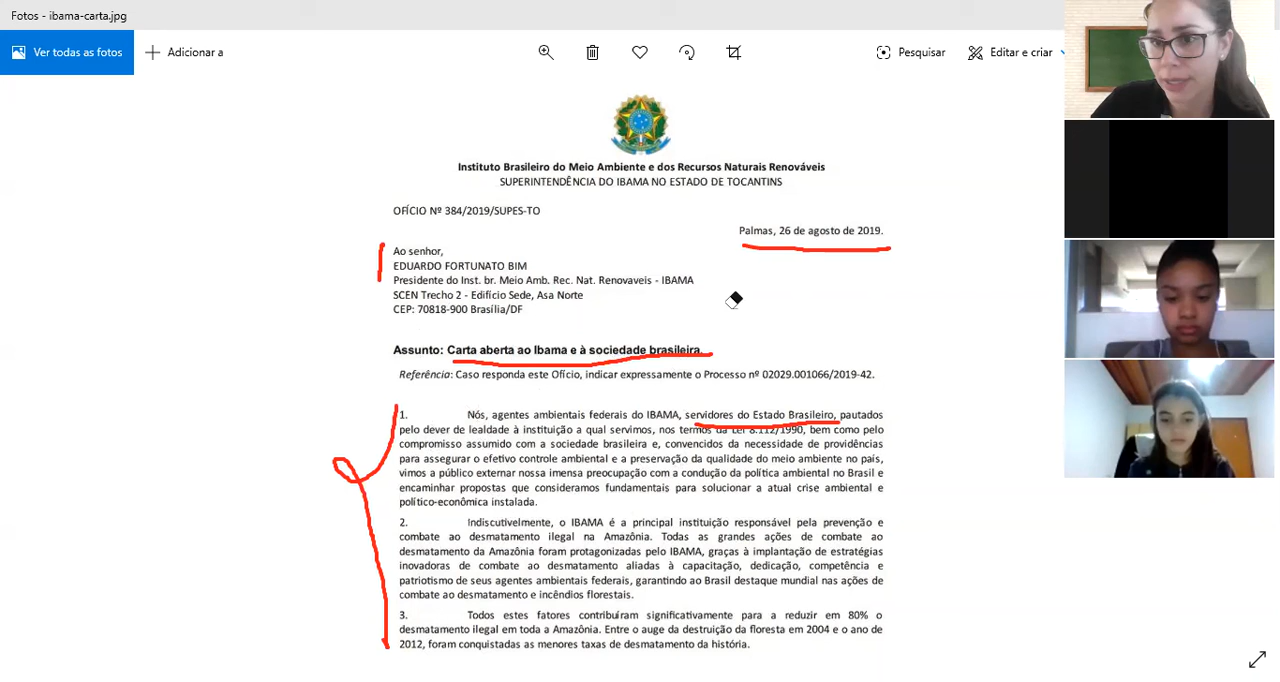 Fotos - ibama-carta.jpg
Ver todas as fotos
Adicionar a
Pesquisar
Editar e criar
Instituto Brasileiro do Meio Ambiente e dos Recursos Naturais Renováveis
SUPERINTENDÊNCIA DO IBAMA NO ESTADO DE TOCANTINS
OFÍCIO Nº 384/2019/SUPES-TO
Palmas, 26 de agosto de 2019.
Ao senhor,
EDUARDO FORTUNATO BIM
Presidente do Inst. br. Meio Amb. Rec. Nat. Renovaveis - IBAMA
SCEN Trecho 2 - Edifício Sede, Asa Norte
CEP: 70818-900 Brasília/DF
Assunto: Carta aberta ao Ibama e à sociedade brasileira.
Referência: Caso responda este Ofício, indicar expressamente o Processo nº 02029.001066/2019-42.
1. Nós, agentes ambientais federais do IBAMA, servidores do Estado Brasileiro, pautados
pelo dever de lealdade à instituição a qual servimos, nos termos da Lei 8.112/1990, bem como pelo
compromisso assumido com a sociedade brasileira e, convencidos da necessidade de providências
para assegurar o efetivo controle ambiental e a preservação da qualidade do meio ambiente no país,
vimos a público externar nossa imensa preocupação com a condução da política ambiental no Brasil e
encaminhar propostas que consideramos fundamentais para solucionar a atual crise ambiental e
político-econômica instalada.
2. Indiscutivelmente, o IBAMA é a principal instituição responsável pela prevenção e
combate ao desmatamento ilegal na Amazônia. Todas as grandes ações de combate ao
desmatamento da Amazônia foram protagonizadas pelo IBAMA, graças à implantação de estratégias
inovadoras de combate ao desmatamento aliadas à capacitação, dedicação, competência e
patriotismo de seus agentes ambientais federais, garantindo ao Brasil destaque mundial nas ações de
combate ao desmatamento e incêndios florestais.
3. Todos estes fatores contribuíram significativamente para a reduzir em 80% o
desmatamento ilegal em toda a Amazônia. Entre o auge da destruição da floresta em 2004 e o ano de
2012, foram conquistadas as menores taxas de desmatamento da história.